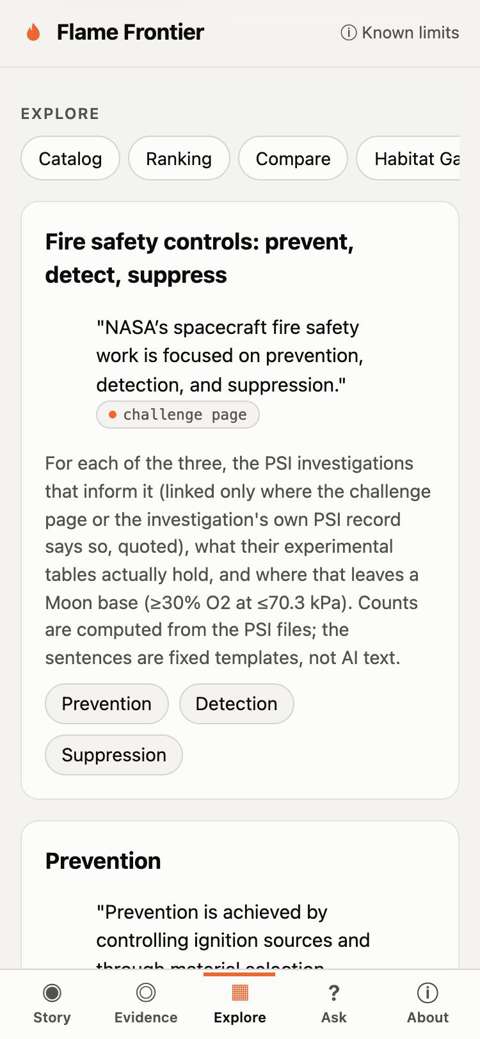 Flame Frontier
ⓘ Known limits
EXPLORE
Catalog
Ranking
Compare
Habitat Ga
Fire safety controls: prevent,
detect, suppress
"NASA’s spacecraft fire safety
work is focused on prevention,
detection, and suppression."
challenge page
For each of the three, the PSI investigations
that inform it (linked only where the challenge
page or the investigation's own PSI record
says so, quoted), what their experimental
tables actually hold, and where that leaves a
Moon base (≥30% O2 at ≤70.3 kPa). Counts
are computed from the PSI files; the
sentences are fixed templates, not AI text.
Prevention
Detection
Suppression
Prevention
"Prevention is achieved by
controlling ignition sources and
through material selection
Story
Evidence
Explore
? Ask
About